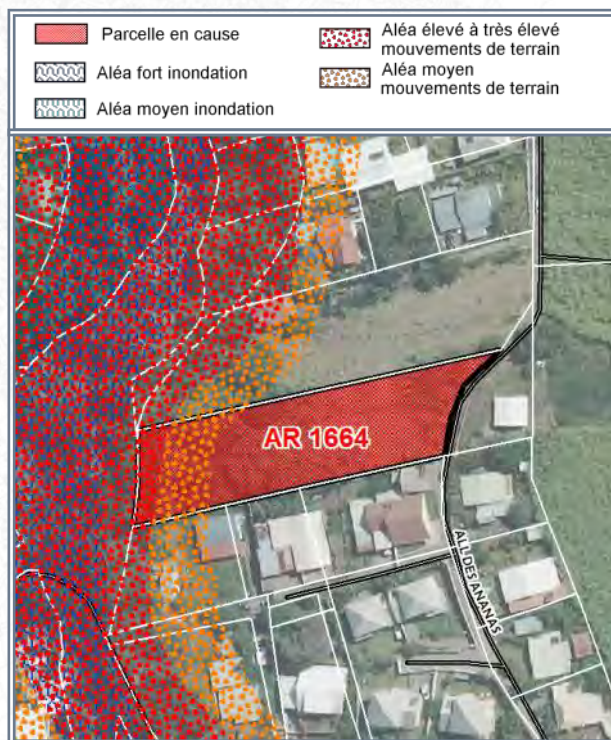 Parcelle en cause
Aléa fort inondation
Aléa moyen inondation
Aléa élevé à très élevé
mouvements de terrain
Aléa moyen
mouvements de terrain
AR 1664
ALL DES ANANAS